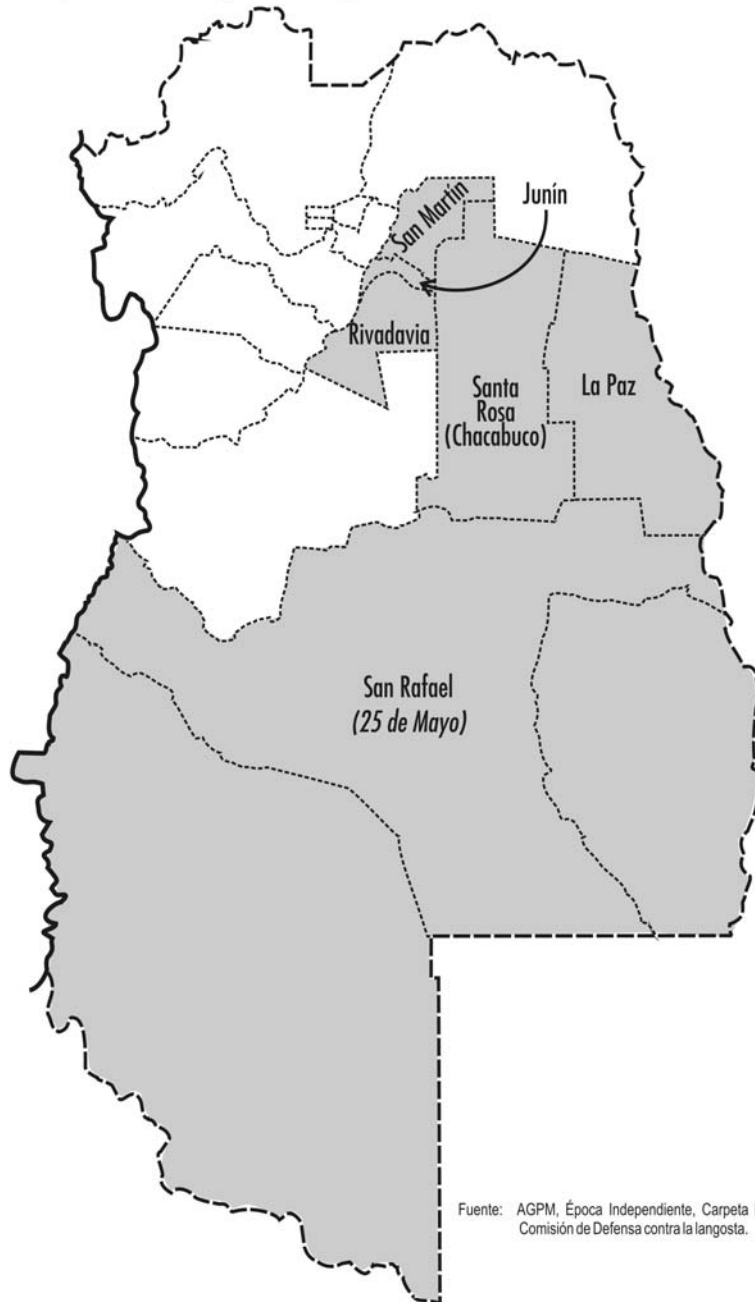 San Martín
Junín
Rivadavia
Santa
Rosa
(Chacabuco)
La Paz
San Rafael
(25 de Mayo)
Fuente: AGPM, Época Independiente, Carpeta
Comisión de Defensa contra la langosta.